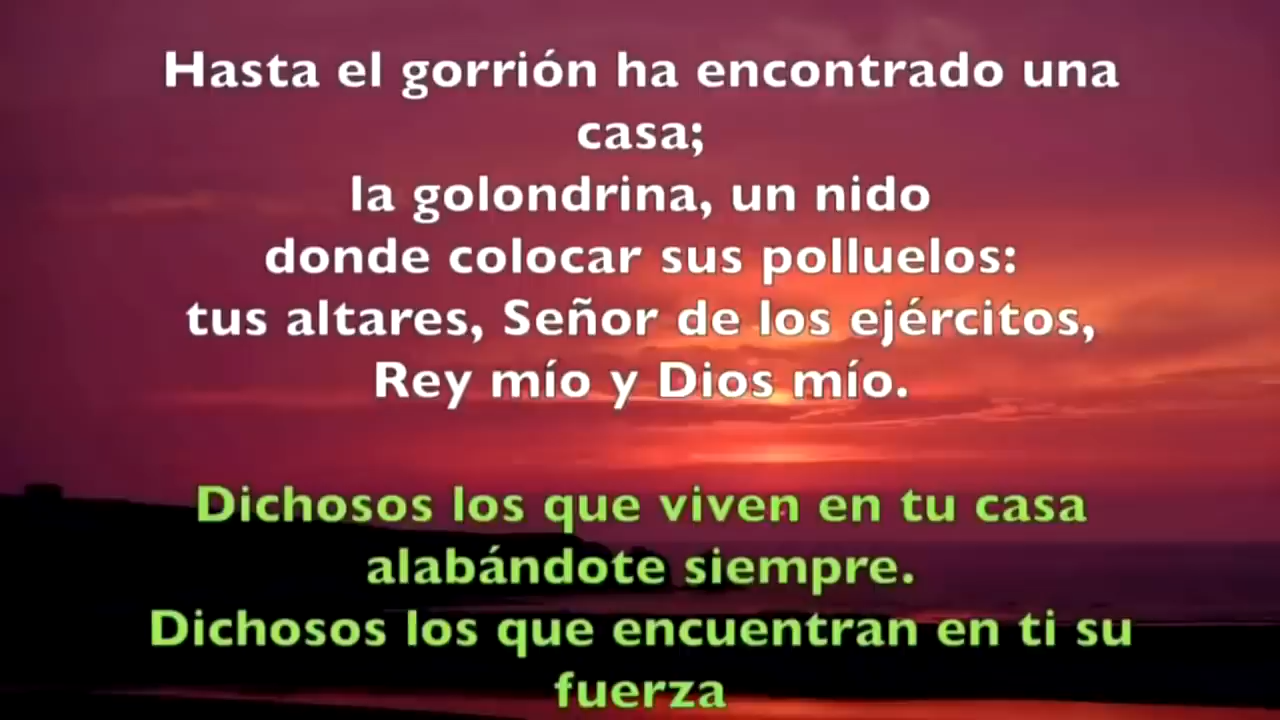 Hasta el gorrión ha encontrado una
casa;
la golondrina, un nido
donde colocar sus polluelos:
tus altares, Señor de los ejércitos,
Rey mío y Dios mío.
Dichosos los que viven en tu casa
alabándote siempre.
Dichosos los que encuentran en ti su
fuerza